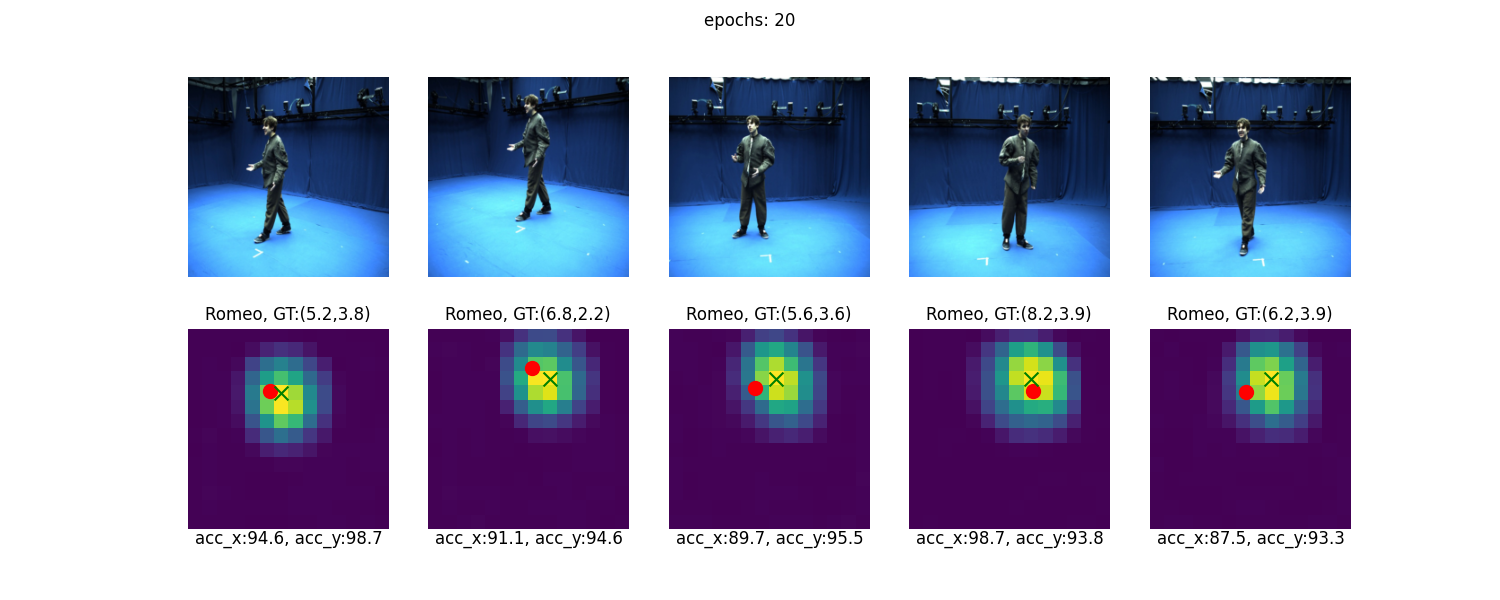 epochs: 20
Romeo, GT:(5.2,3.8)
Romeo, GT:(6.8,2.2)
Romeo, GT:(5.6,3.6)
Romeo, GT:(8.2,3.9)
Romeo, GT:(6.2,3.9)
acc_x:94.6, acc_y:98.7
acc_x:91.1, acc_y:94.6
acc_x:89.7, acc_y:95.5
acc_x:98.7, acc_y:93.8
acc_x:87.5, acc_y:93.3